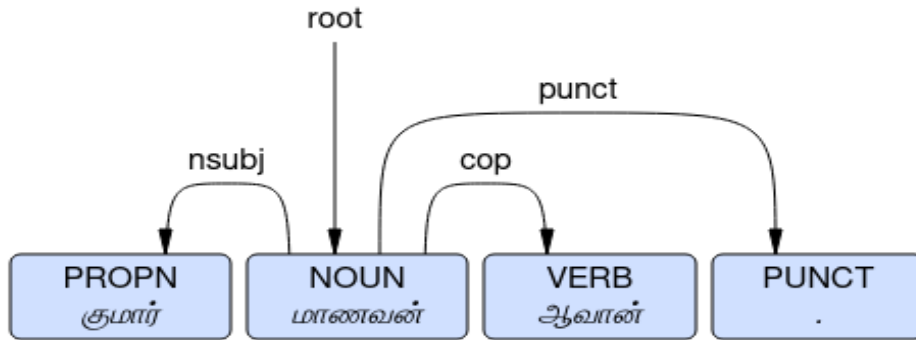 root
punct
nsubj cop
PROPN NOUN VERB PUNCT
குமார் மாணவன் ஆவான் .